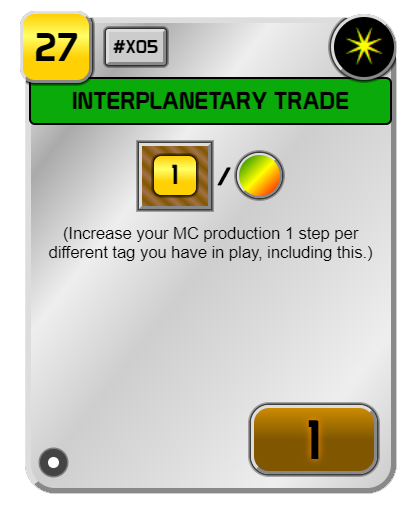 27
#X05
INTERPLANETARY TRADE
1 /
(Increase your MC production 1 step per
different tag you have in play, including this.)
1